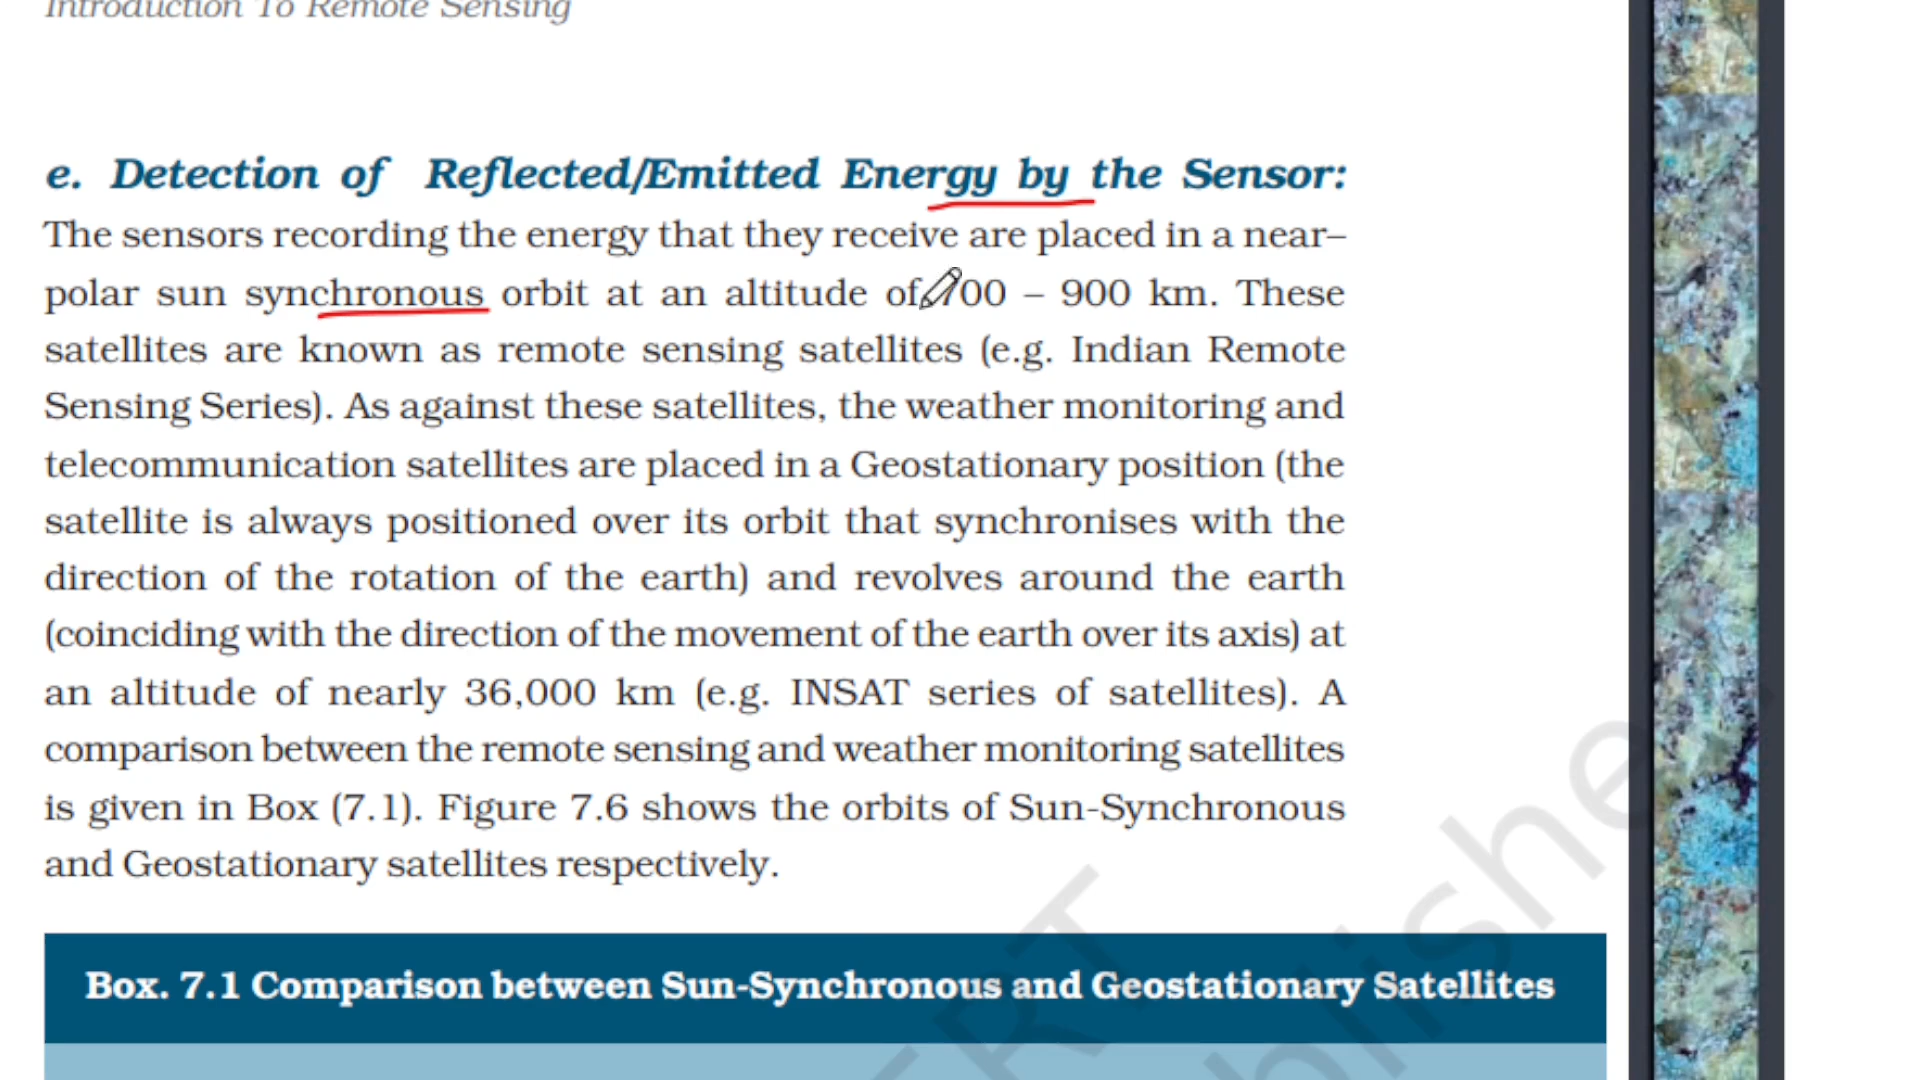 Introduction To Remote Sensing
e. Detection of Reflected/Emitted Energy by the Sensor:
The sensors recording the energy that they receive are placed in a near–
polar sun synchronous orbit at an altitude of 700 – 900 km. These
satellites are known as remote sensing satellites (e.g. Indian Remote
Sensing Series). As against these satellites, the weather monitoring and
telecommunication satellites are placed in a Geostationary position (the
satellite is always positioned over its orbit that synchronises with the
direction of the rotation of the earth) and revolves around the earth
(coinciding with the direction of the movement of the earth over its axis) at
an altitude of nearly 36,000 km (e.g. INSAT series of satellites). A
comparison between the remote sensing and weather monitoring satellites
is given in Box (7.1). Figure 7.6 shows the orbits of Sun-Synchronous
and Geostationary satellites respectively.
Box. 7.1 Comparison between Sun-Synchronous and Geostationary Satellites